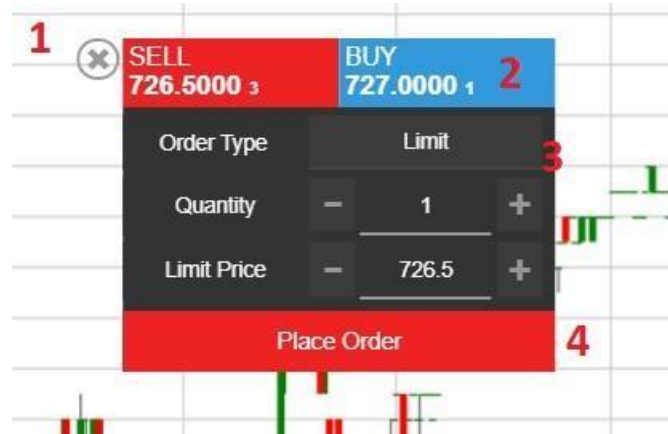 1
SELL BUY
726.5000 3 727.0000 1 2
Order Type Limit 3
Quantity − 1 +
Limit Price − 726.5 +
Place Order 4